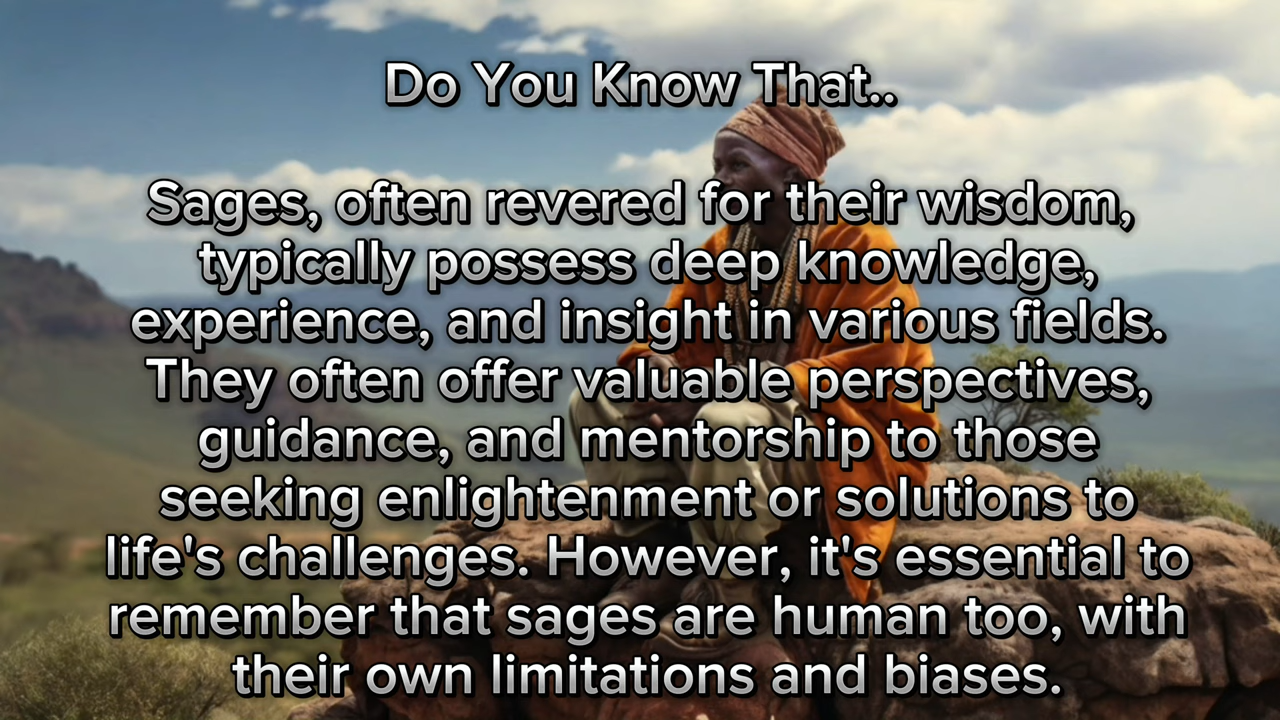 Do You Know That..
Sages, often revered for their wisdom,
typically possess deep knowledge,
experience, and insight in various fields.
They often offer valuable perspectives,
guidance, and mentorship to those
seeking enlightenment or solutions to
life's challenges. However, it's essential to
remember that sages are human too, with
their own limitations and biases.